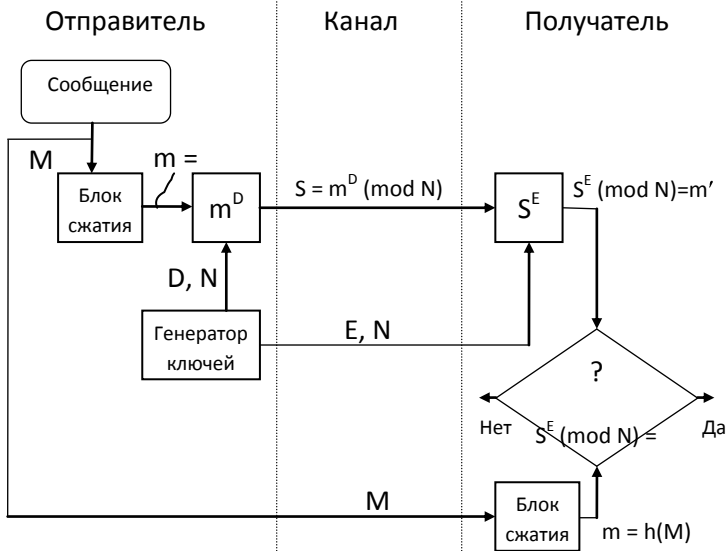 Отправитель
Канал
Получатель
Сообщение
M
m =
Блок
сжатия
m^D
S = m^D (mod N)
S^E
S^E (mod N)=m′
D, N
Генератор
ключей
E, N
?
Нет
S^E (mod N) =
Да
M
Блок
сжатия
m = h(M)